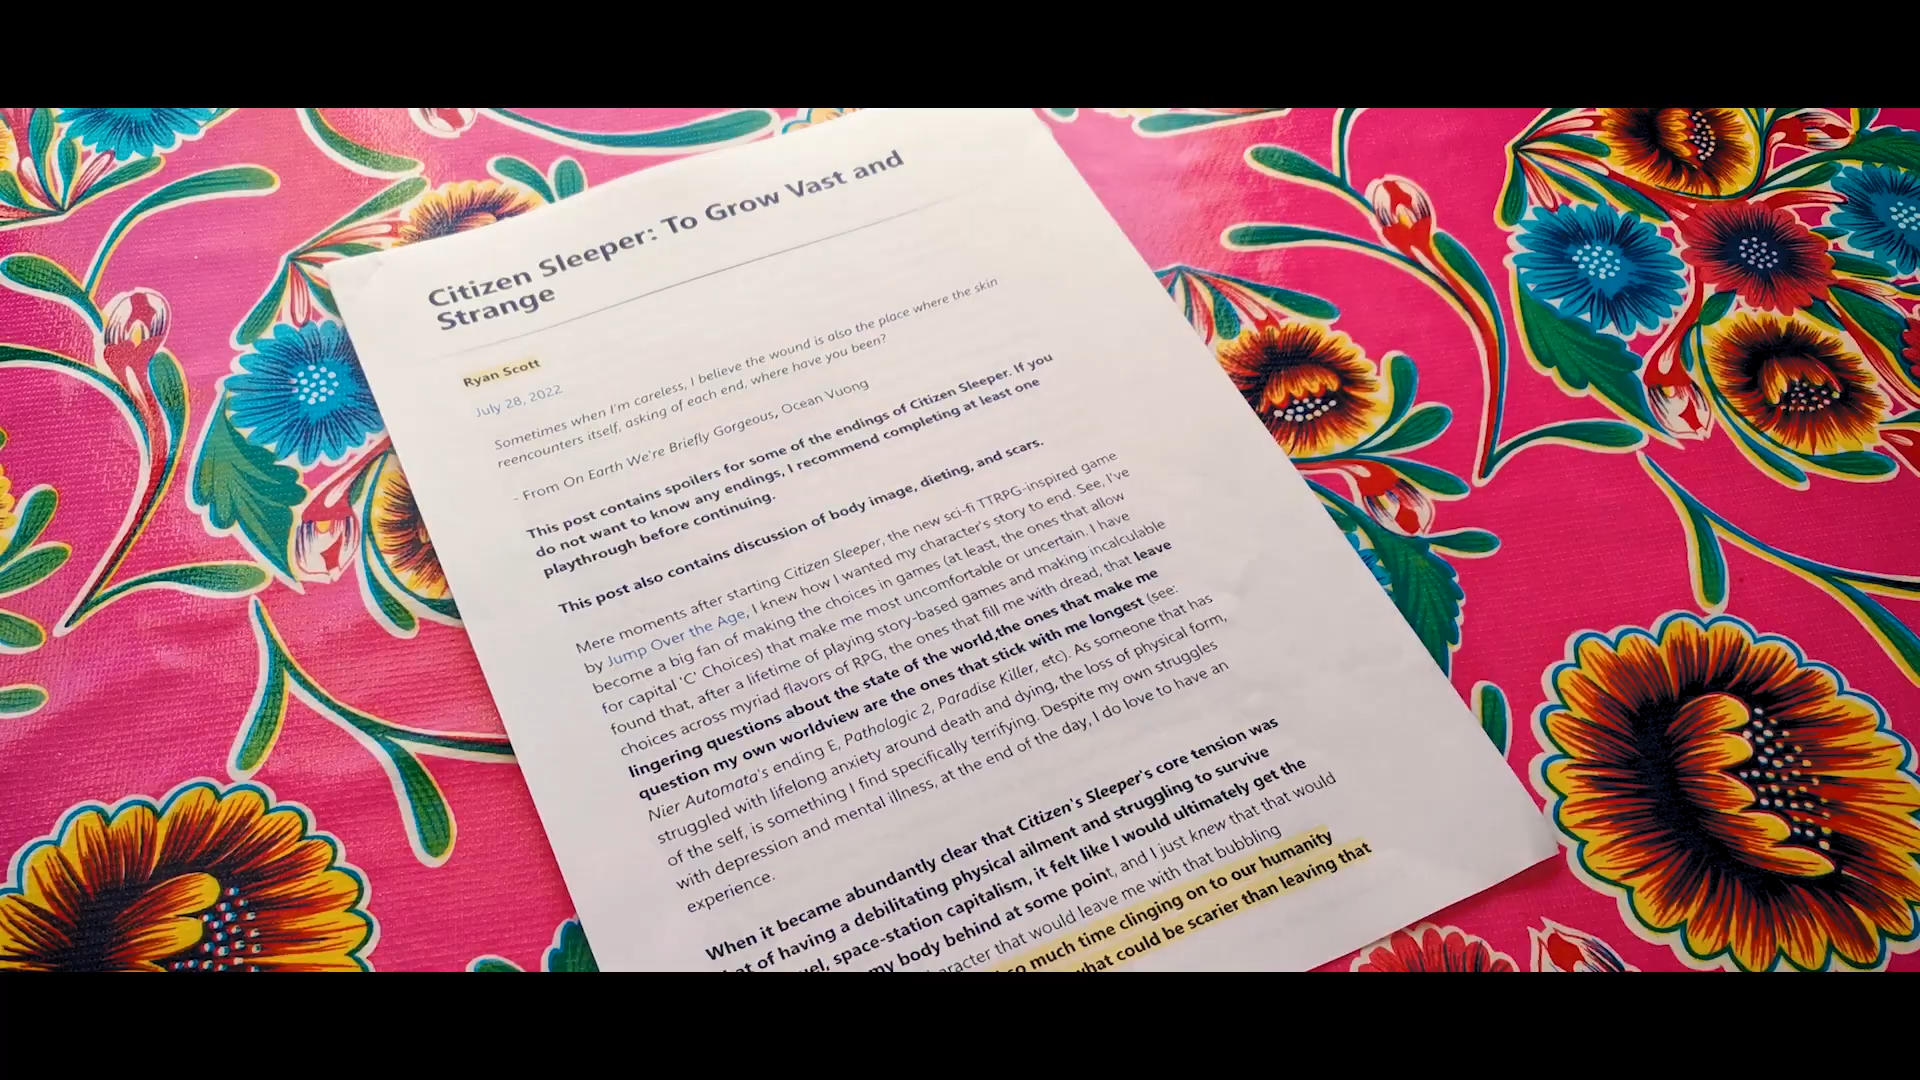 Citizen Sleeper: To Grow Vast and
Strange
Ryan Scott
July 28, 2022
Sometimes when I'm careless, I believe the wound is also the place where the skin
reencounters itself, asking of each end, where have you been?
- From On Earth We're Briefly Gorgeous, Ocean Vuong
This post contains spoilers for some of the endings of Citizen Sleeper. If you
do not want to know any endings, I recommend completing at least one
playthrough before continuing.
This post also contains discussion of body image, dieting, and scars.
Mere moments after starting Citizen Sleeper, the new sci-fi TTRPG-inspired game
by Jump Over the Age, I knew how I wanted my character's story to end. See, I've
become a big fan of making the choices in games (at least, the ones that allow
for capital 'C' Choices) that make me most uncomfortable or uncertain. I have
found that, after a lifetime of playing story-based games and making incalculable
choices across myriad flavors of RPG, the ones that fill me with dread, that leave
lingering questions about the state of the world,the ones that make me
question my own worldview are the ones that stick with me longest (see:
Nier Automata's ending E, Pathologic 2, Paradise Killer, etc). As someone that has
struggled with lifelong anxiety around death and dying, the loss of physical form,
of the self, is something I find specifically terrifying. Despite my own struggles
with depression and mental illness, at the end of the day, I do love to have an
experience.
When it became abundantly clear that Citizen's Sleeper's core tension was
of having a debilitating physical ailment and struggling to survive
space-station capitalism, it felt like I would ultimately get the
my body behind at some point, and I just knew that that would
that would leave me with that bubbling
so much time clinging on to our humanity
what could be scarier than leaving that